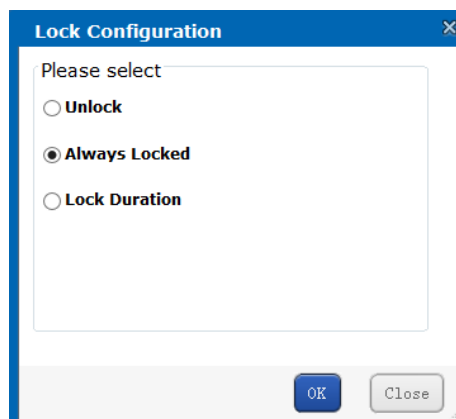 Lock Configuration
Please select
Unlock
Always Locked
Lock Duration
OK
Close